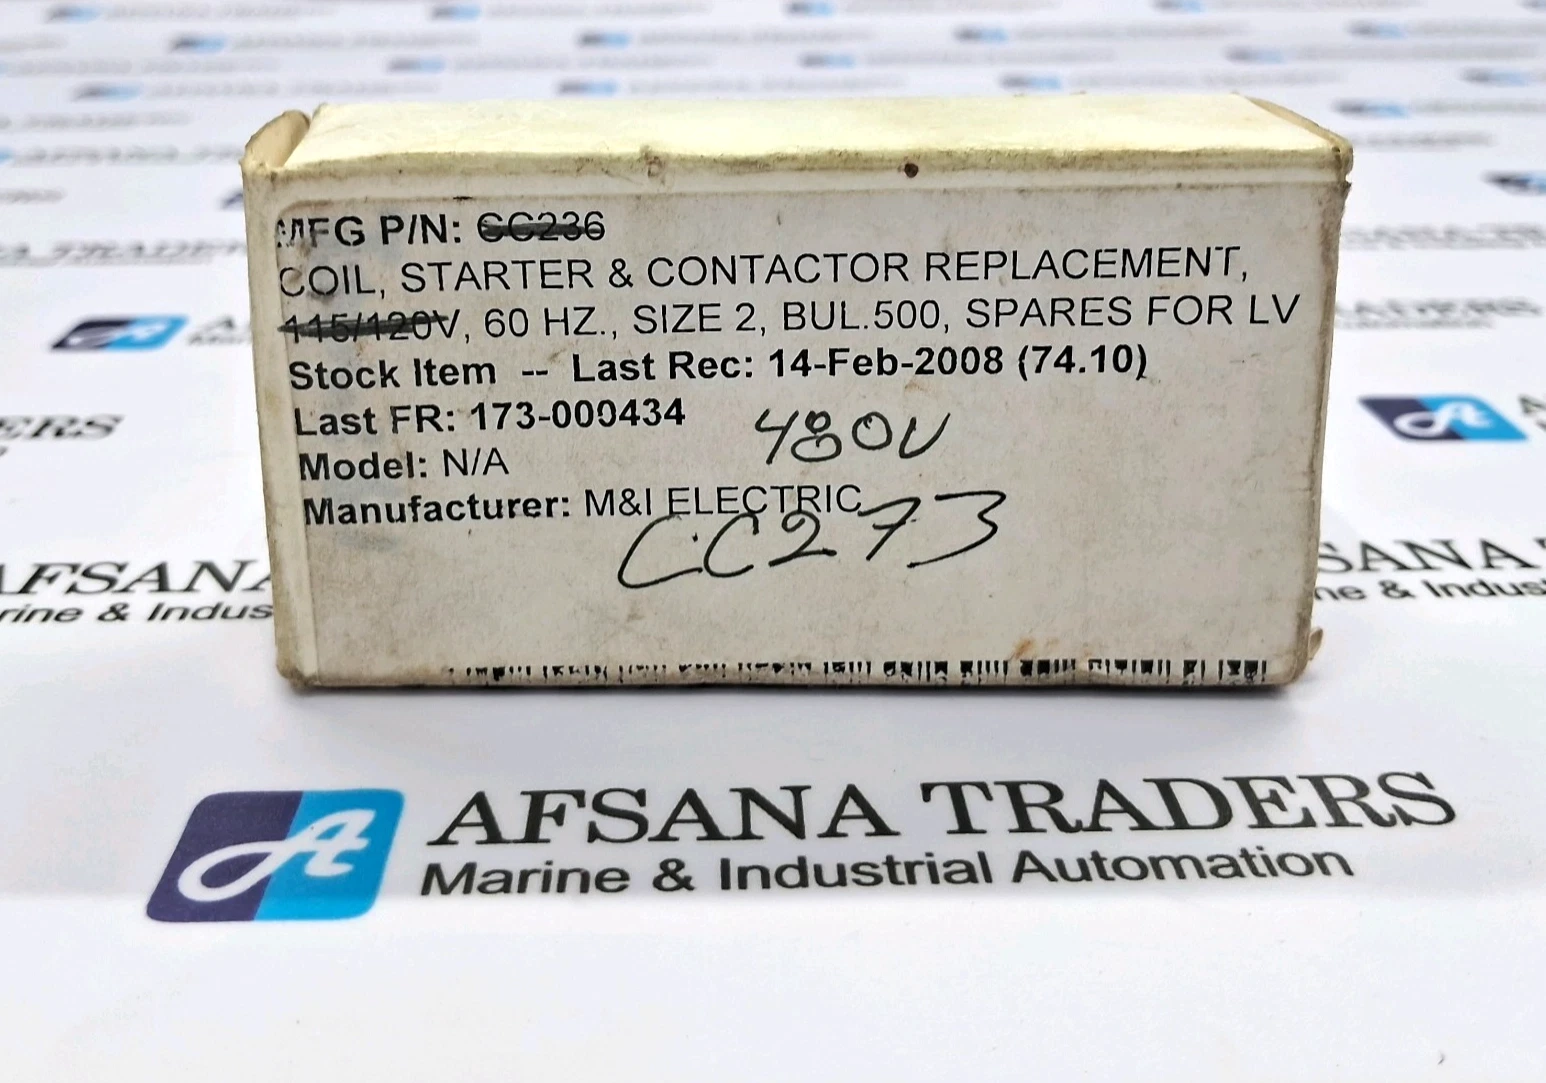 MFG P/N: CC236
COIL, STARTER & CONTACTOR REPLACEMENT,
115/120V, 60 HZ., SIZE 2, BUL.500, SPARES FOR LV
Stock Item -- Last Rec: 14-Feb-2008 (74.10)
Last FR: 173-000434
480V
Model: N/A
Manufacturer: M&I ELECTRIC
CC273
AFSANA TRADERS
Marine & Industrial Automation